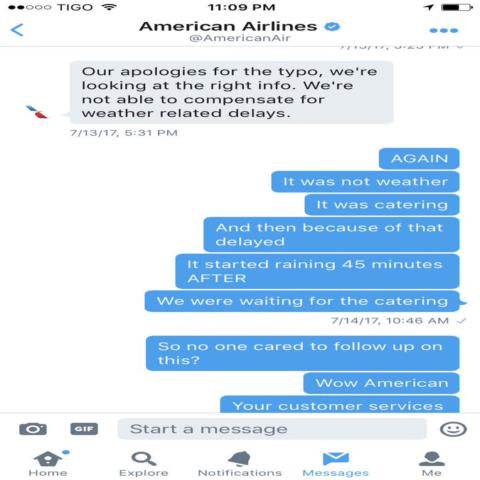 TIGO 11:09 PM
American Airlines
@AmericanAir
7/13/17, 5:25 PM
Our apologies for the typo, we're
looking at the right info. We're
not able to compensate for
weather related delays.
7/13/17, 5:31 PM
AGAIN
It was not weather
It was catering
And then because of that
delayed
It started raining 45 minutes
AFTER
We were waiting for the catering
7/14/17, 10:46 AM
So no one cared to follow up on
this?
Wow American
Your customer services
GIF
Start a message
Home
Explore
Notifications
Messages
Me